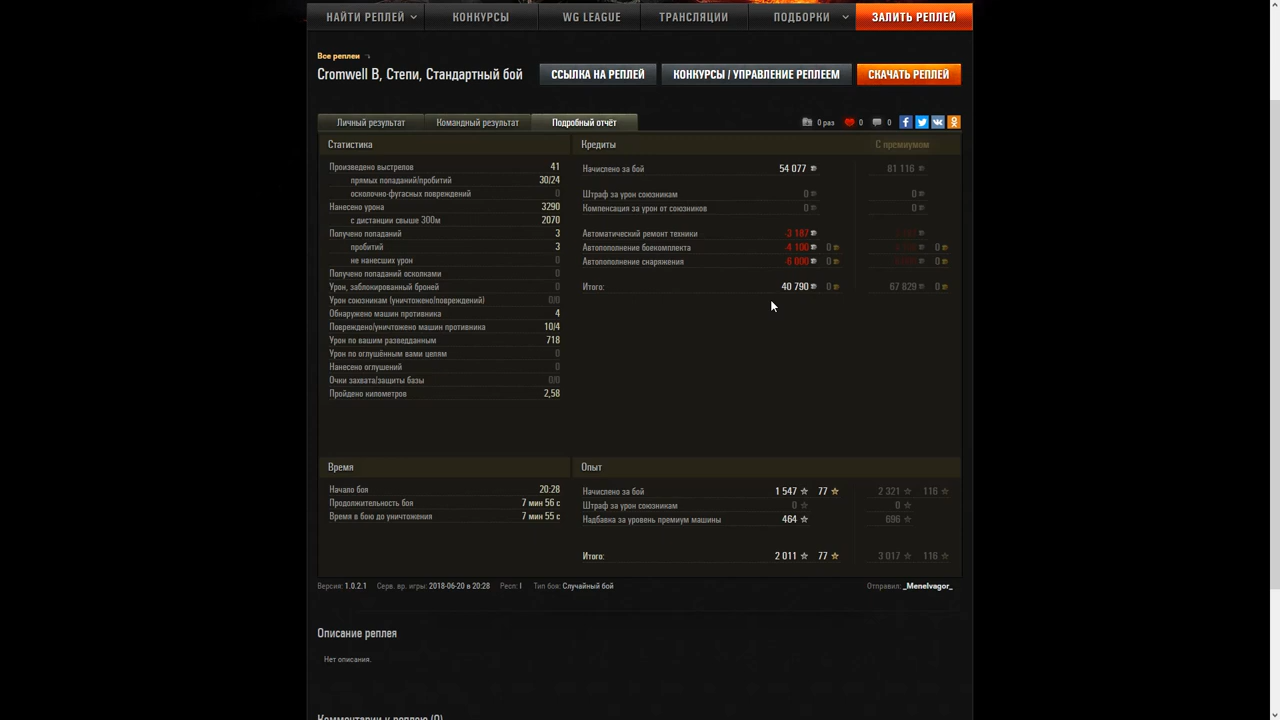 НАЙТИ РЕПЛЕЙ КОНКУРСЫ WG LEAGUE ТРАНСЛЯЦИИ ПОДБОРКИ ЗАЛИТЬ РЕПЛЕЙ
Все реплеи
Cromwell B, Степи, Стандартный бой ССЫЛКА НА РЕПЛЕЙ КОНКУРСЫ / УПРАВЛЕНИЕ РЕПЛЕЕМ СКАЧАТЬ РЕПЛЕЙ
Личный результат Командный результат Подробный отчёт 0 раз 0 0
Статистика
Произведено выстрелов 41
прямых попаданий/пробитий 30/24
осколочно-фугасных повреждений 0
Нанесено урона 3290
с дистанции свыше 300м 2070
Получено попаданий 3
пробитий 3
не нанесших урон 0
Получено попаданий осколками 0
Урон, заблокированный броней 0
Урон союзникам (уничтожено/повреждений) 0/0
Обнаружено машин противника 4
Повреждено/уничтожено машин противника 10/4
Урон по вашим разведданным 718
Урон по оглушённым вами целям 0
Нанесено оглушений 0
Очки захвата/защиты базы 0/0
Пройдено километров 2,58
Кредиты С премиумом
Начислено за бой 54 077 81 116
Штраф за урон союзникам 0 0
Компенсация за урон от союзников 0 0
Автоматический ремонт техники -3 187
Автопополнение боекомплекта -4 100 0 0
Автопополнение снаряжения -6 000 0 0
Итого: 40 790 0 67 829 0
Время
Начало боя 20:28
Продолжительность боя 7 мин 56 с
Время в бою до уничтожения 7 мин 55 с
Опыт
Начислено за бой 1 547 77 2 321 116
Штраф за урон союзникам 0 0
Надбавка за уровень премиум машины 464 696
Итого: 2 011 77 3 017 116
Версия: 1.0.2.1 Серв. вр. игры: 2018-06-20 в 20:28 Респ: I Тип боя: Случайный бой Отправил: _Menelvagor_
Описание реплея
Нет описания.
Комментарии к реплею (0)